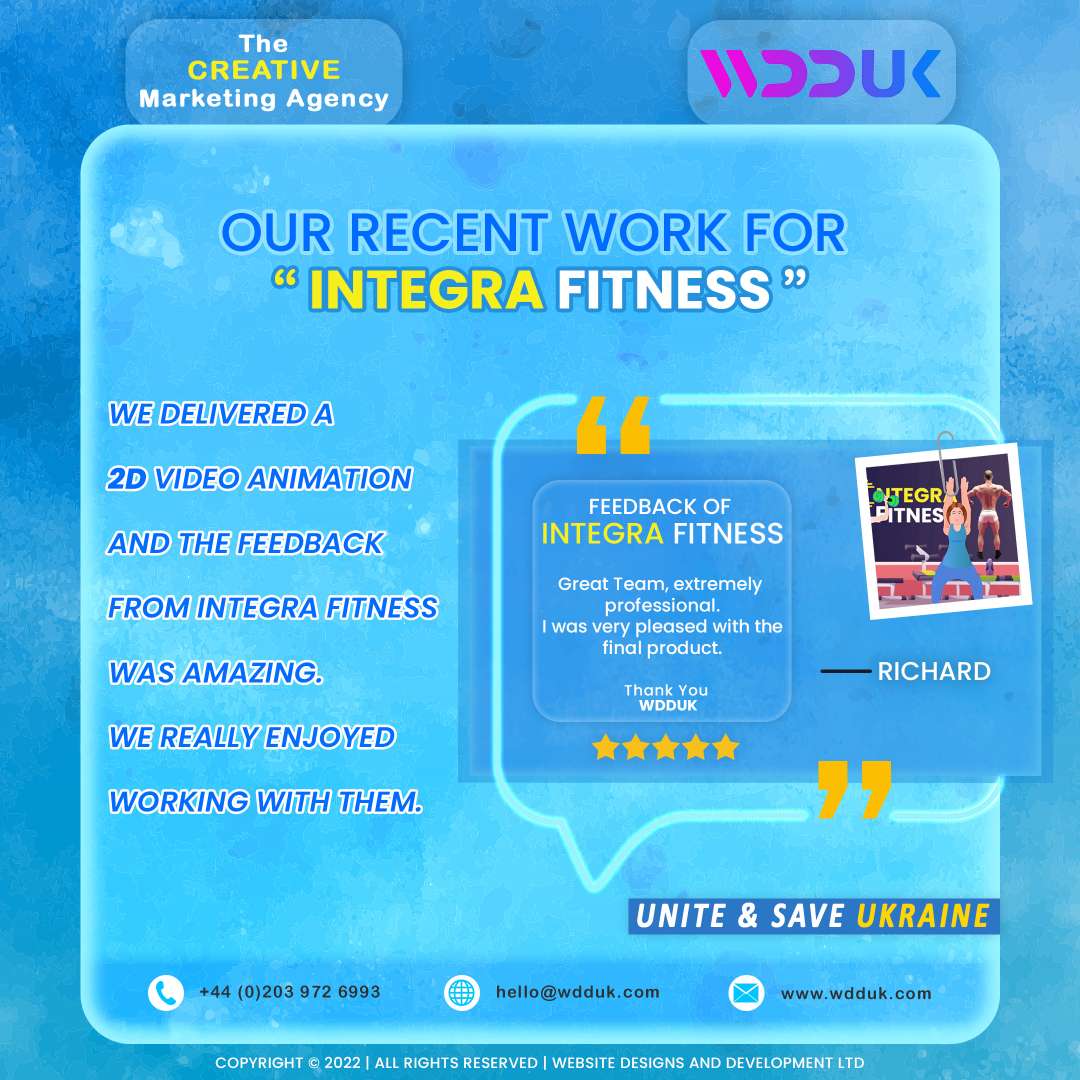 The
CREATIVE
Marketing Agency
WDDUK
OUR RECENT WORK FOR
“ INTEGRA FITNESS ”
WE DELIVERED A
2D VIDEO ANIMATION
AND THE FEEDBACK
FROM INTEGRA FITNESS
WAS AMAZING.
WE REALLY ENJOYED
WORKING WITH THEM.
“
FEEDBACK OF
INTEGRA FITNESS
Great Team, extremely
professional.
I was very pleased with the
final product.
Thank You
WDDUK
NTEGRA
FITNES
RICHARD
”
UNITE & SAVE UKRAINE
+44 (0)203 972 6993
hello@wdduk.com
www.wdduk.com
COPYRIGHT © 2022 | ALL RIGHTS RESERVED | WEBSITE DESIGNS AND DEVELOPMENT LTD